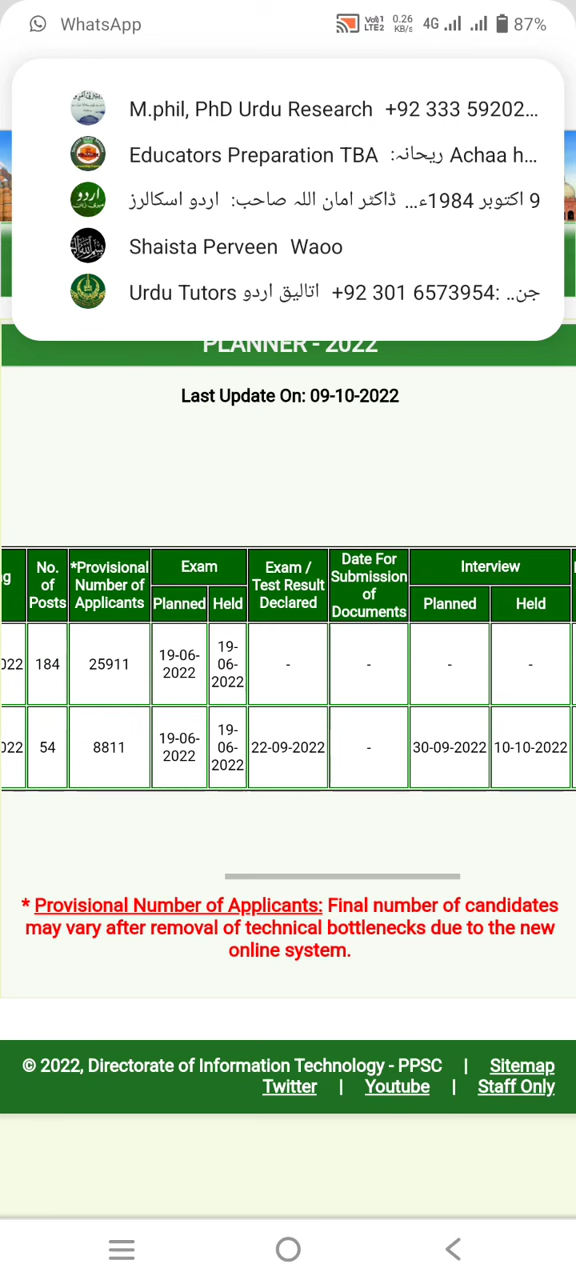 WhatsApp
Vo)) 1 LTE2 0.26 KB/s 4G 87%
M.phil, PhD Urdu Research +92 333 59202...
Educators Preparation TBA ریحانہ: Achaa h...
9 اکتوبر 1984ء... ڈاکٹر امان اللہ صاحب: اردو اسکالرز
Shaista Perveen Waoo
Urdu Tutors اتالیق اردو +92 301 6573954: جن..
PLANNER - 2022
Last Update On: 09-10-2022
No. of Posts
*Provisional Number of Applicants
Exam
Planned
Held
Exam / Test Result Declared
Date For Submission of Documents
Interview
Planned
Held
022 184 25911 19-06-2022 19-06-2022 - - - -
022 54 8811 19-06-2022 19-06-2022 22-09-2022 - 30-09-2022 10-10-2022
* Provisional Number of Applicants: Final number of candidates
may vary after removal of technical bottlenecks due to the new
online system.
© 2022, Directorate of Information Technology - PPSC | Sitemap
Twitter | Youtube | Staff Only